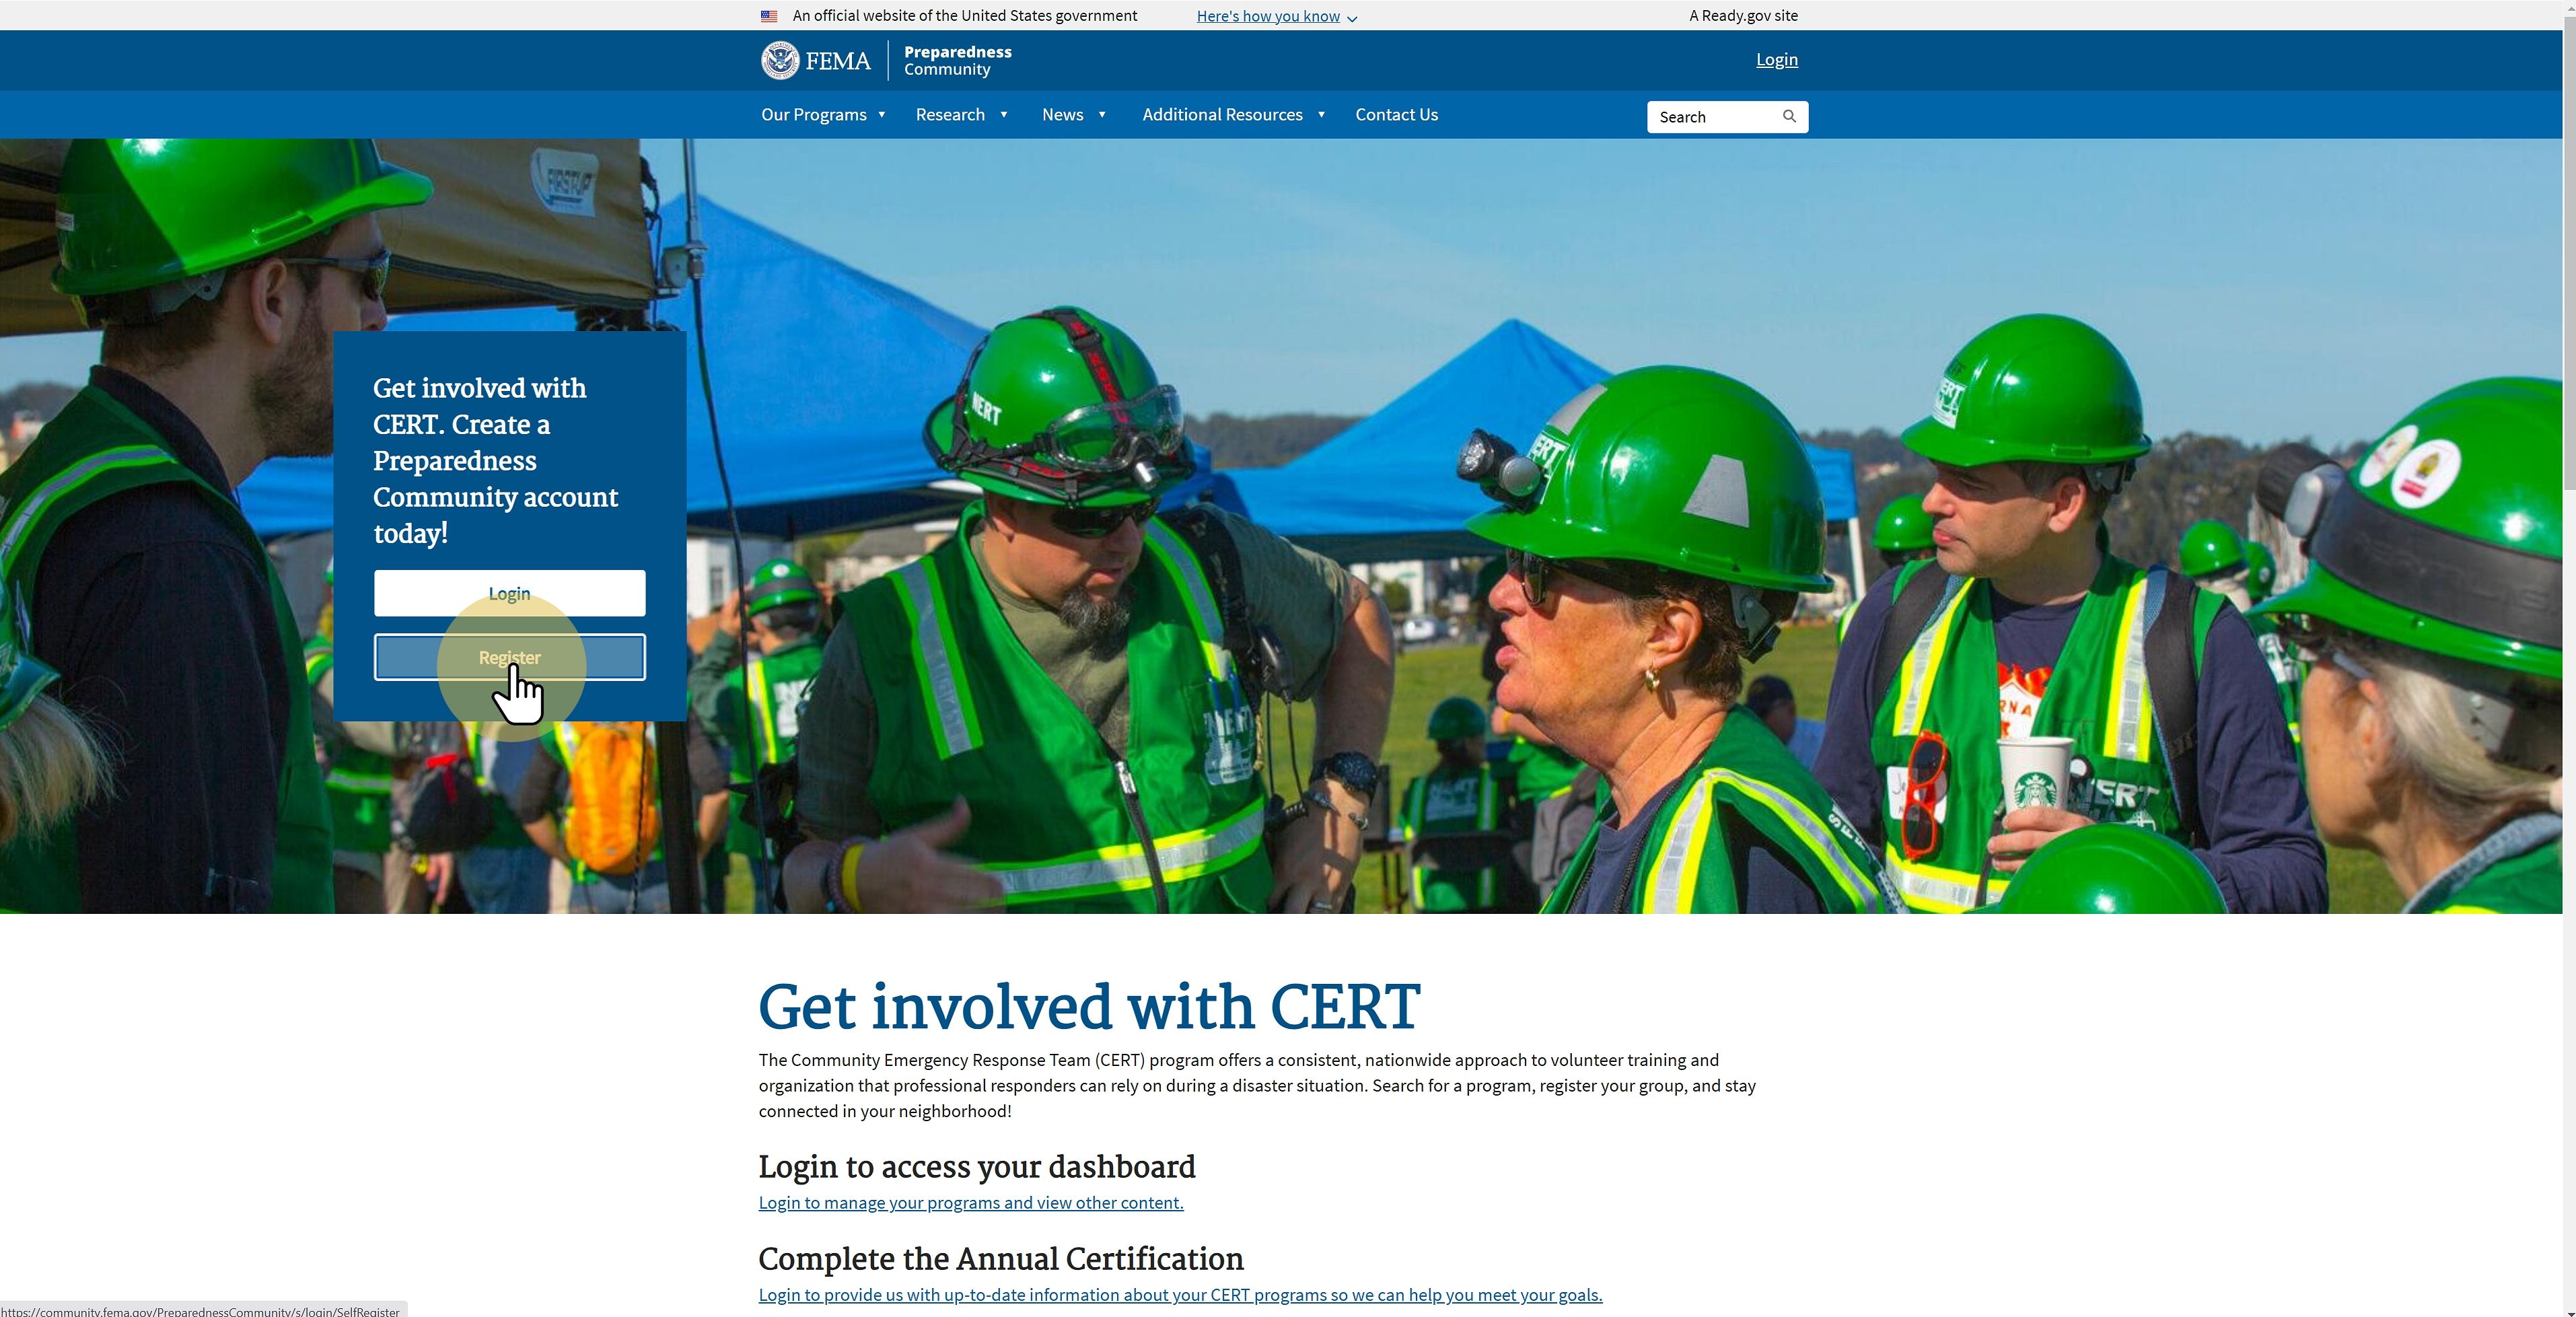 An official website of the United States government
Here's how you know
A Ready.gov site
FEMA
Preparedness
Community
Login
Our Programs
Research
News
Additional Resources
Contact Us
Search
FIRSTUP
NERT
Get involved with
CERT. Create a
Preparedness
Community account
today!
Login
Register
Get involved with CERT
The Community Emergency Response Team (CERT) program offers a consistent, nationwide approach to volunteer training and
organization that professional responders can rely on during a disaster situation. Search for a program, register your group, and stay
connected in your neighborhood!
Login to access your dashboard
Login to manage your programs and view other content.
Complete the Annual Certification
Login to provide us with up-to-date information about your CERT programs so we can help you meet your goals.
https://community.fema.gov/PreparednessCommunity/s/login/SelfRegister